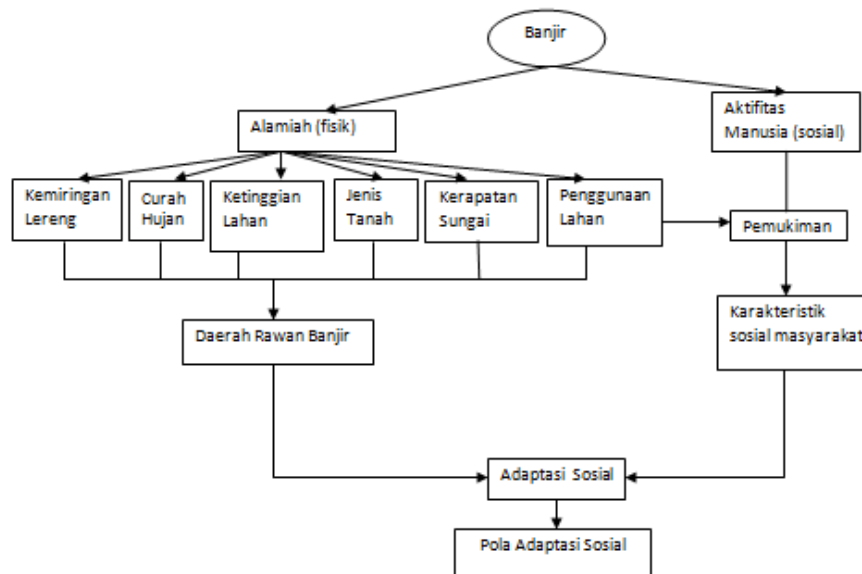 Banjir
Alamiah (fisik)
Aktifitas
Manusia (sosial)
Kemiringan
Lereng
Curah
Hujan
Ketinggian
Lahan
Jenis
Tanah
Kerapatan
Sungai
Penggunaan
Lahan
Pemukiman
Daerah Rawan Banjir
Karakteristik
sosial masyarakat
Adaptasi Sosial
Pola Adaptasi Sosial